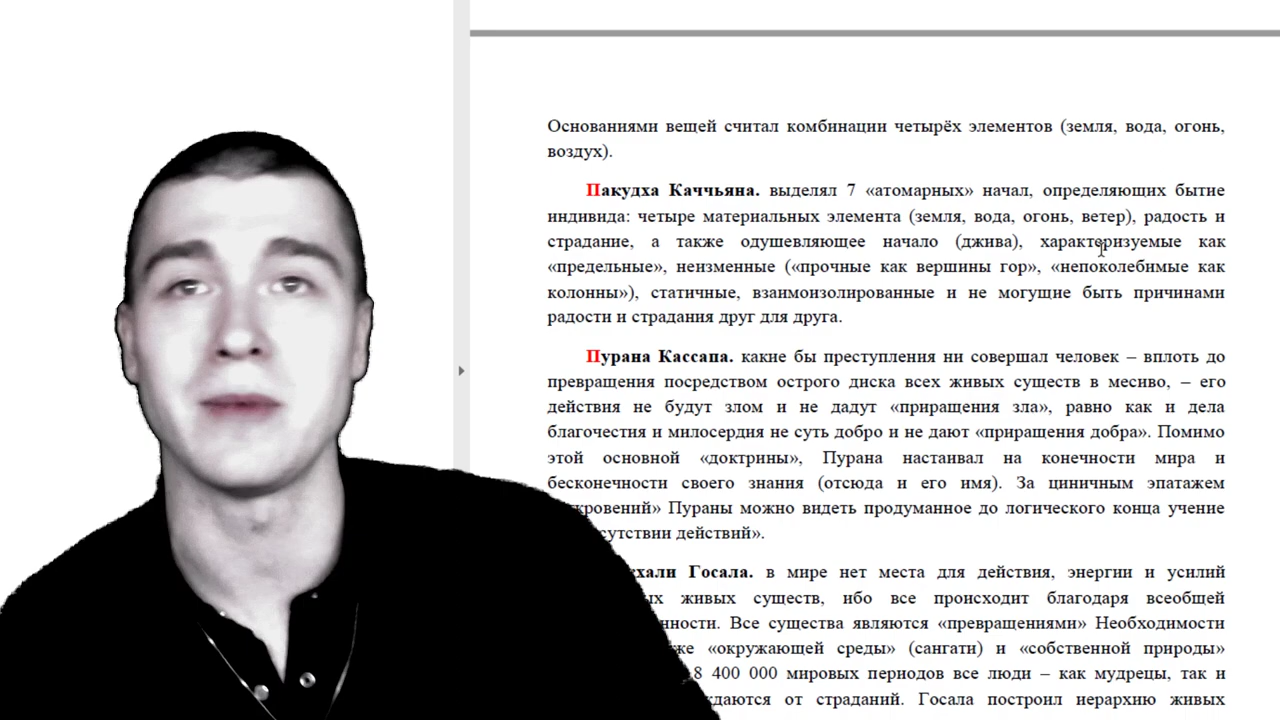 Основаниями вещей считал комбинации четырёх элементов (земля, вода, огонь,
воздух).
Пакудха Каччьяна. выделял 7 «атомарных» начал, определяющих бытие
индивида: четыре материальных элемента (земля, вода, огонь, ветер), радость и
страдание, а также одушевляющее начало (джива), характеризуемые как
«предельные», неизменные («прочные как вершины гор», «непоколебимые как
колонны»), статичные, взаимоизолированные и не могущие быть причинами
радости и страдания друг для друга.
Пурана Кассапа. какие бы преступления ни совершал человек – вплоть до
превращения посредством острого диска всех живых существ в месиво, – его
действия не будут злом и не дадут «приращения зла», равно как и дела
благочестия и милосердия не суть добро и не дают «приращения добра». Помимо
этой основной «доктрины», Пурана настаивал на конечности мира и
бесконечности своего знания (отсюда и его имя). За циничным эпатажем
Пураны можно видеть продуманное до логического конца учение
действий».
Госала. в мире нет места для действия, энергии и усилий
живых существ, ибо все происходит благодаря всеобщей
Все существа являются «превращениями» Необходимости
«окружающей среды» (сангати) и «собственной природы»
8 400 000 мировых периодов все люди – как мудрецы, так и
от страданий. Госала построил иерархию живых